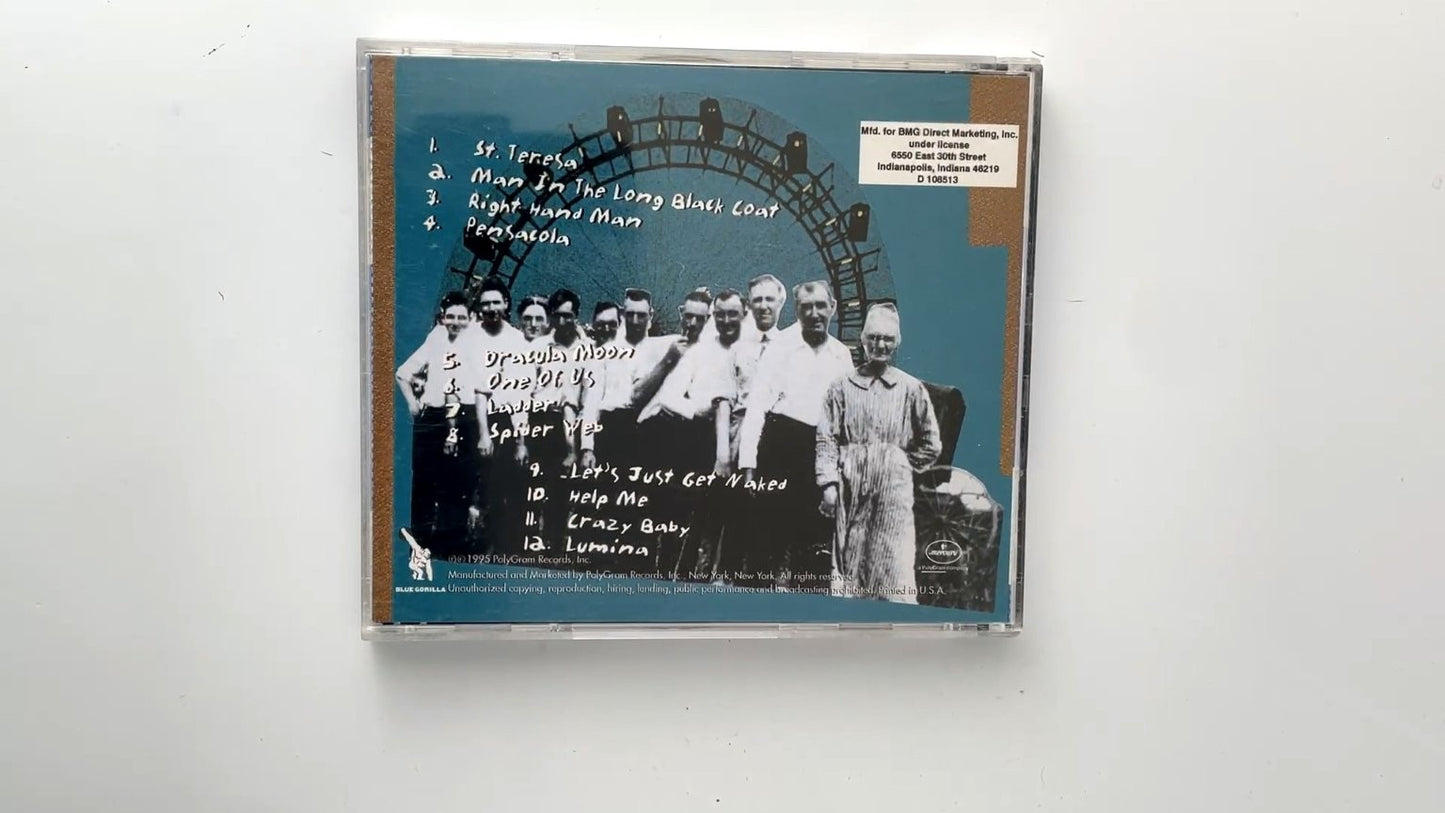 Mfd. for BMG Direct Marketing, Inc.
under license
6550 East 30th Street
Indianapolis, Indiana 46219
D 108513
1. St. Teresa
2. Man In The Long Black Coat
3. Right Hand Man
4. Pensacola
5. Dracula Moon
6. One Of Us
7. Ladder
8. Spider Web
9. Let's Just Get Naked
10. Help Me
11. Crazy Baby
12. Lumina
℗© 1995 PolyGram Records, Inc.
Manufactured and Marketed by PolyGram Records, Inc., New York, New York. All rights reserved.
Unauthorized copying, reproduction, hiring, lending, public performance and broadcasting prohibited. Printed in U.S.A.
BLUE GORILLA
mercury
a PolyGram company